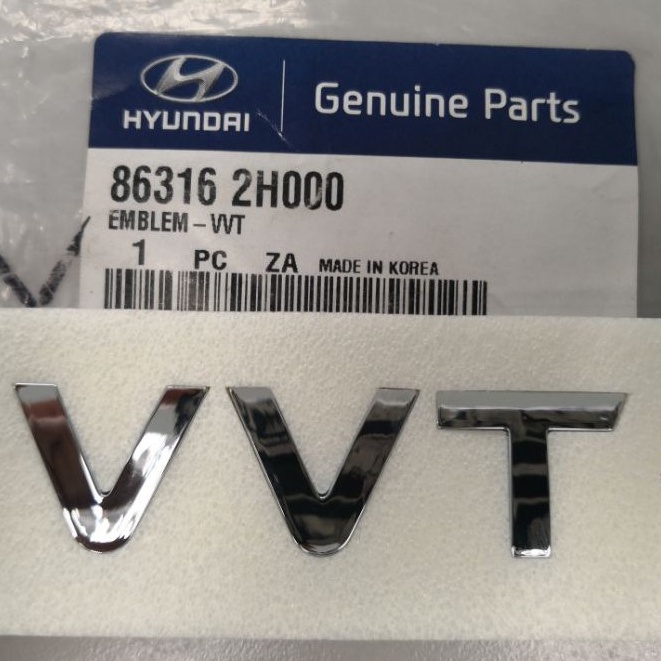 HYUNDAI
Genuine Parts
86316 2H000
EMBLEM-VVT
1 PC ZA MADE IN KOREA
VVT